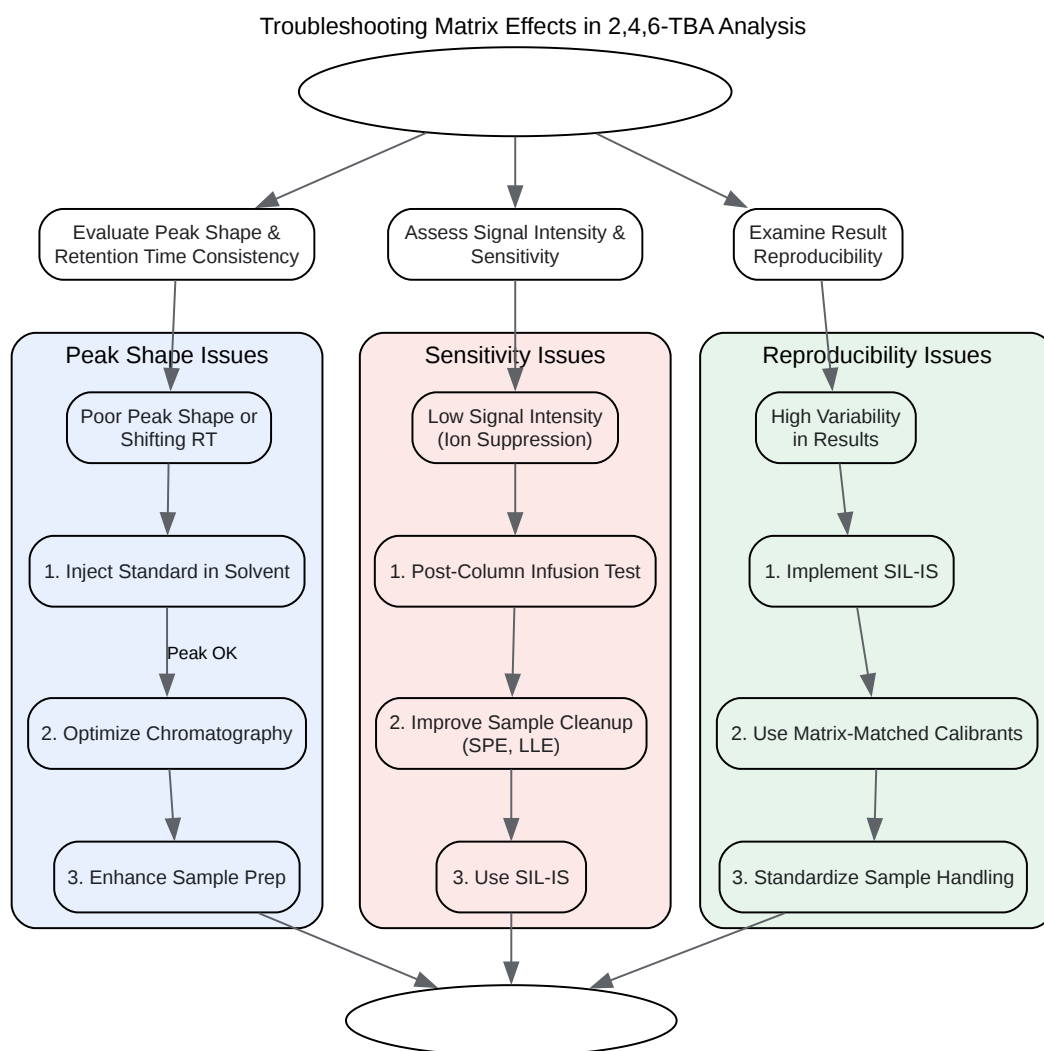 Troubleshooting Matrix Effects in 2,4,6-TBA Analysis
Evaluate Peak Shape &
Retention Time Consistency
Assess Signal Intensity &
Sensitivity
Examine Result
Reproducibility
Peak Shape Issues
Sensitivity Issues
Reproducibility Issues
Poor Peak Shape or
Shifting RT
Low Signal Intensity
(Ion Suppression)
High Variability
in Results
1. Inject Standard in Solvent
1. Post-Column Infusion Test
1. Implement SIL-IS
Peak OK
2. Optimize Chromatography
2. Improve Sample Cleanup
(SPE, LLE)
2. Use Matrix-Matched Calibrants
3. Enhance Sample Prep
3. Use SIL-IS
3. Standardize Sample Handling